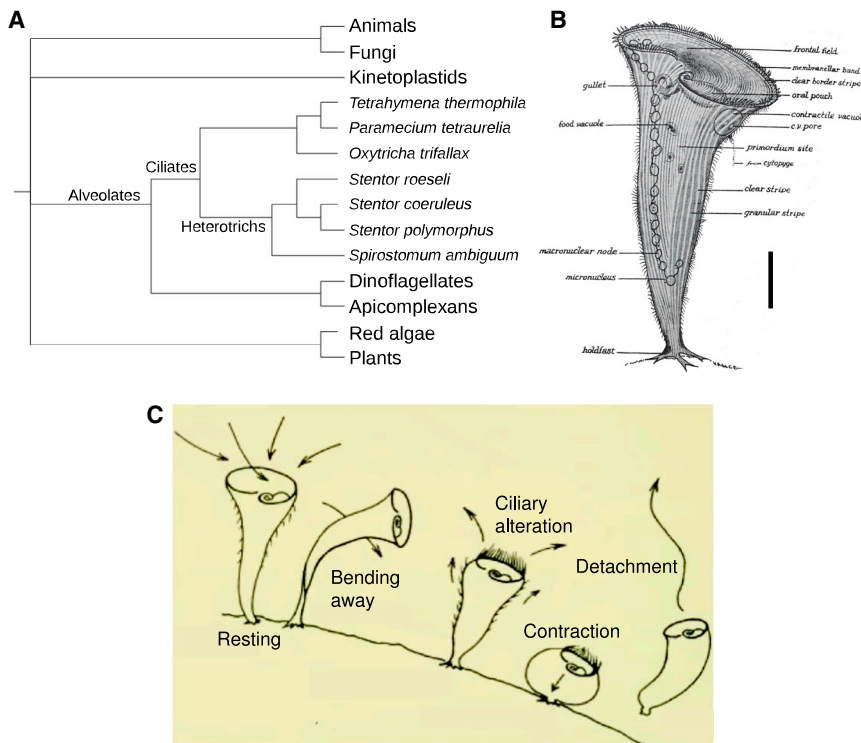 A
Animals
Fungi
Kinetoplastids
Tetrahymena thermophila
Paramecium tetraurelia
Oxytricha trifallax
Ciliates
Stentor roeseli
Alveolates
Stentor coeruleus
Heterotrichs
Stentor polymorphus
Spirostomum ambiguum
Dinoflagellates
Apicomplexans
Red algae
Plants
B
frontal field
membranellar band
clear border stripe
oral pouch
gullet
contractile vacuol
c.v. pore
food vacuole
primordium site
cytopyge
clear stripe
granular stripe
macronuclear node
micronucleus
holdfast
C
Ciliary
alteration
Detachment
Bending
away
Contraction
Resting